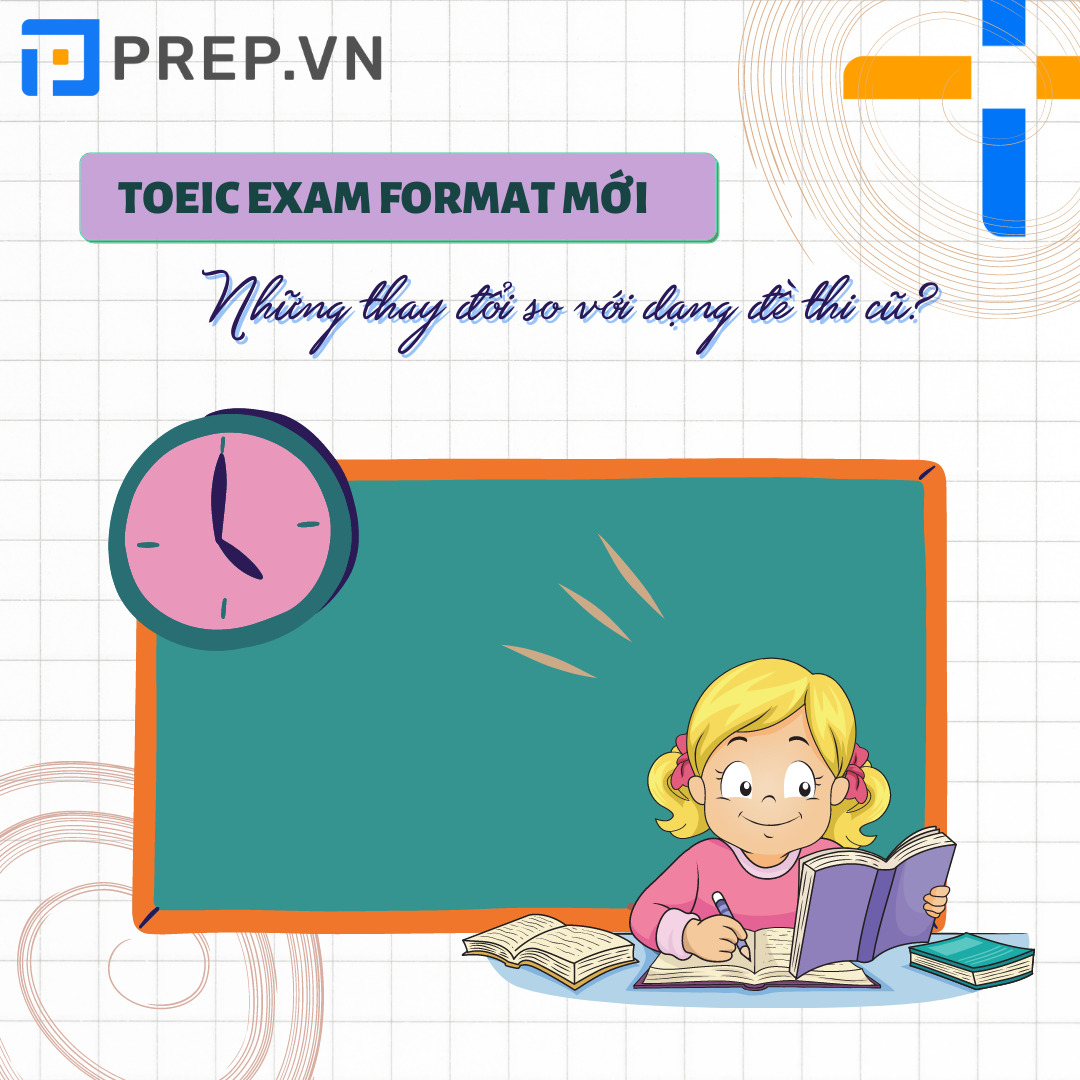 PREP.VN
TOEIC EXAM FORMAT MỚI
Những thay đổi so với dạng đề thi cũ?